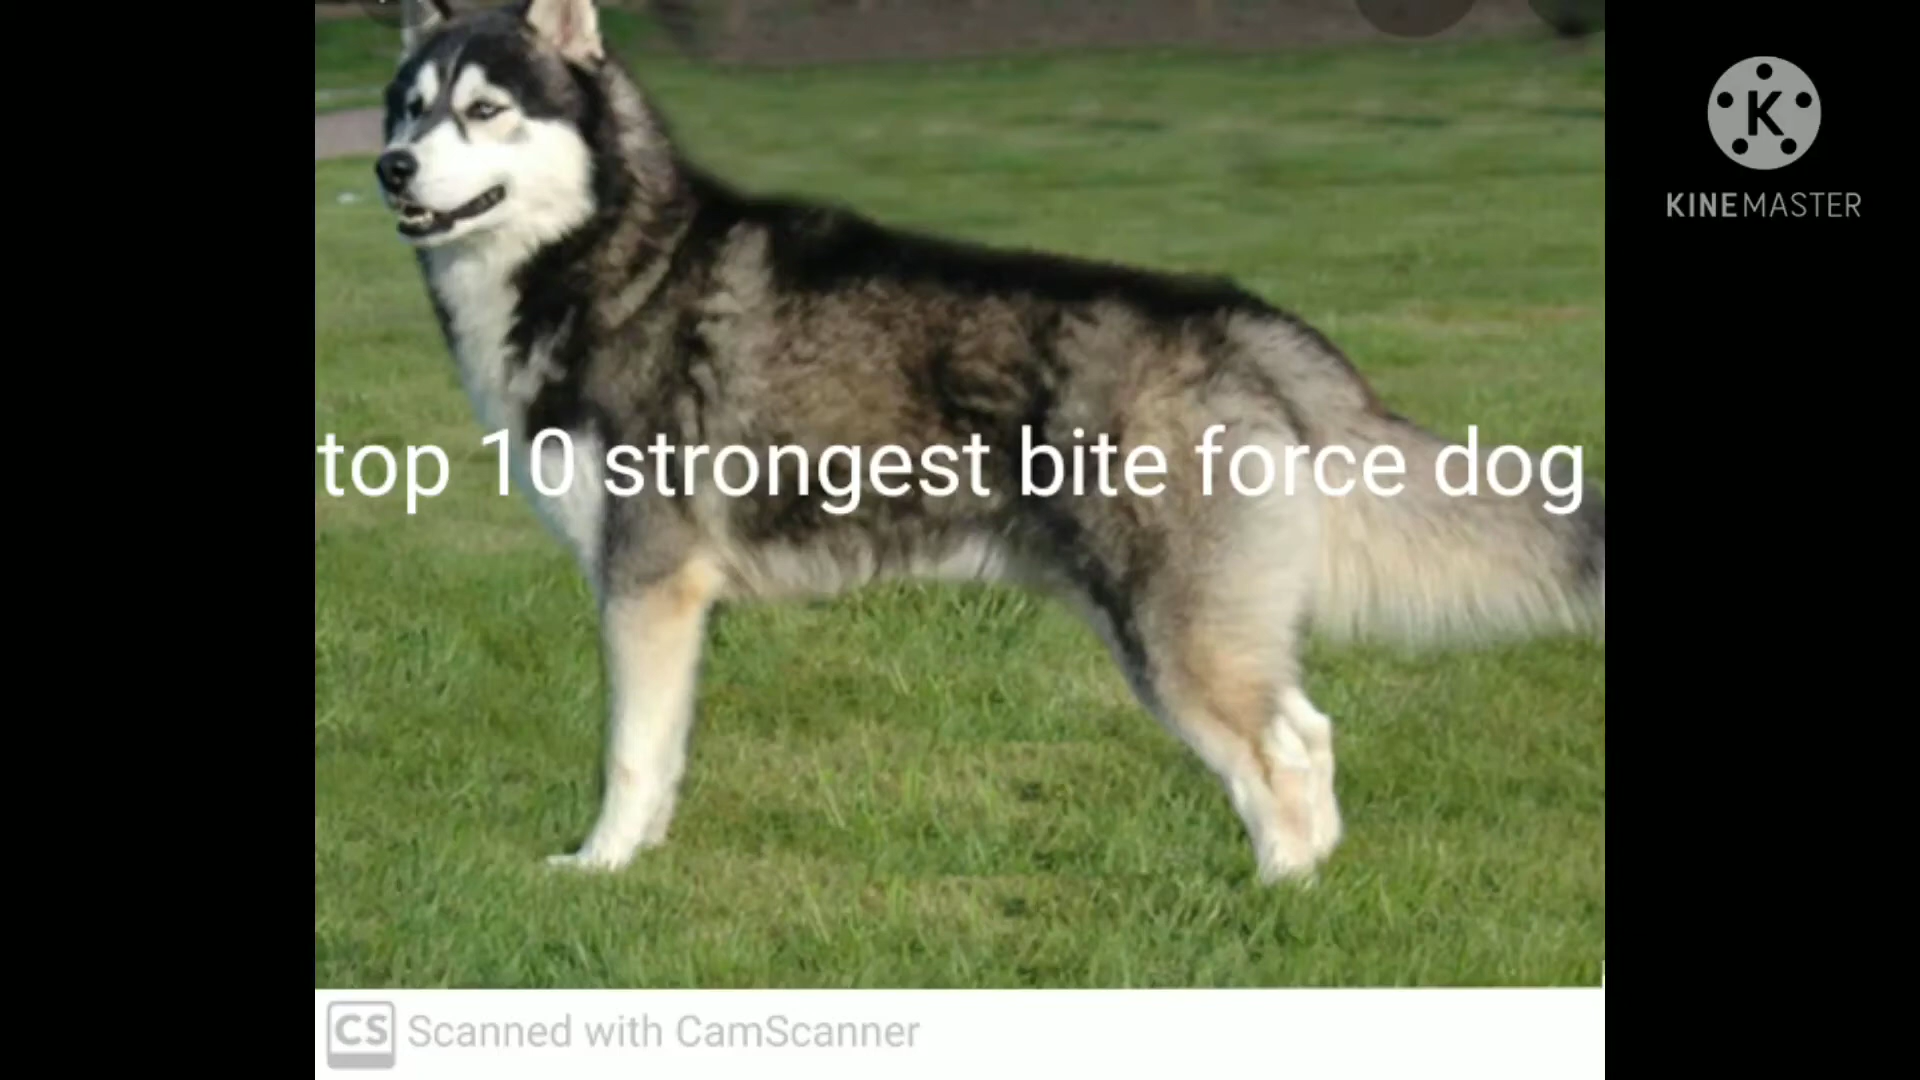 K
KINEMASTER
top 10 strongest bite force dog
CS Scanned with CamScanner